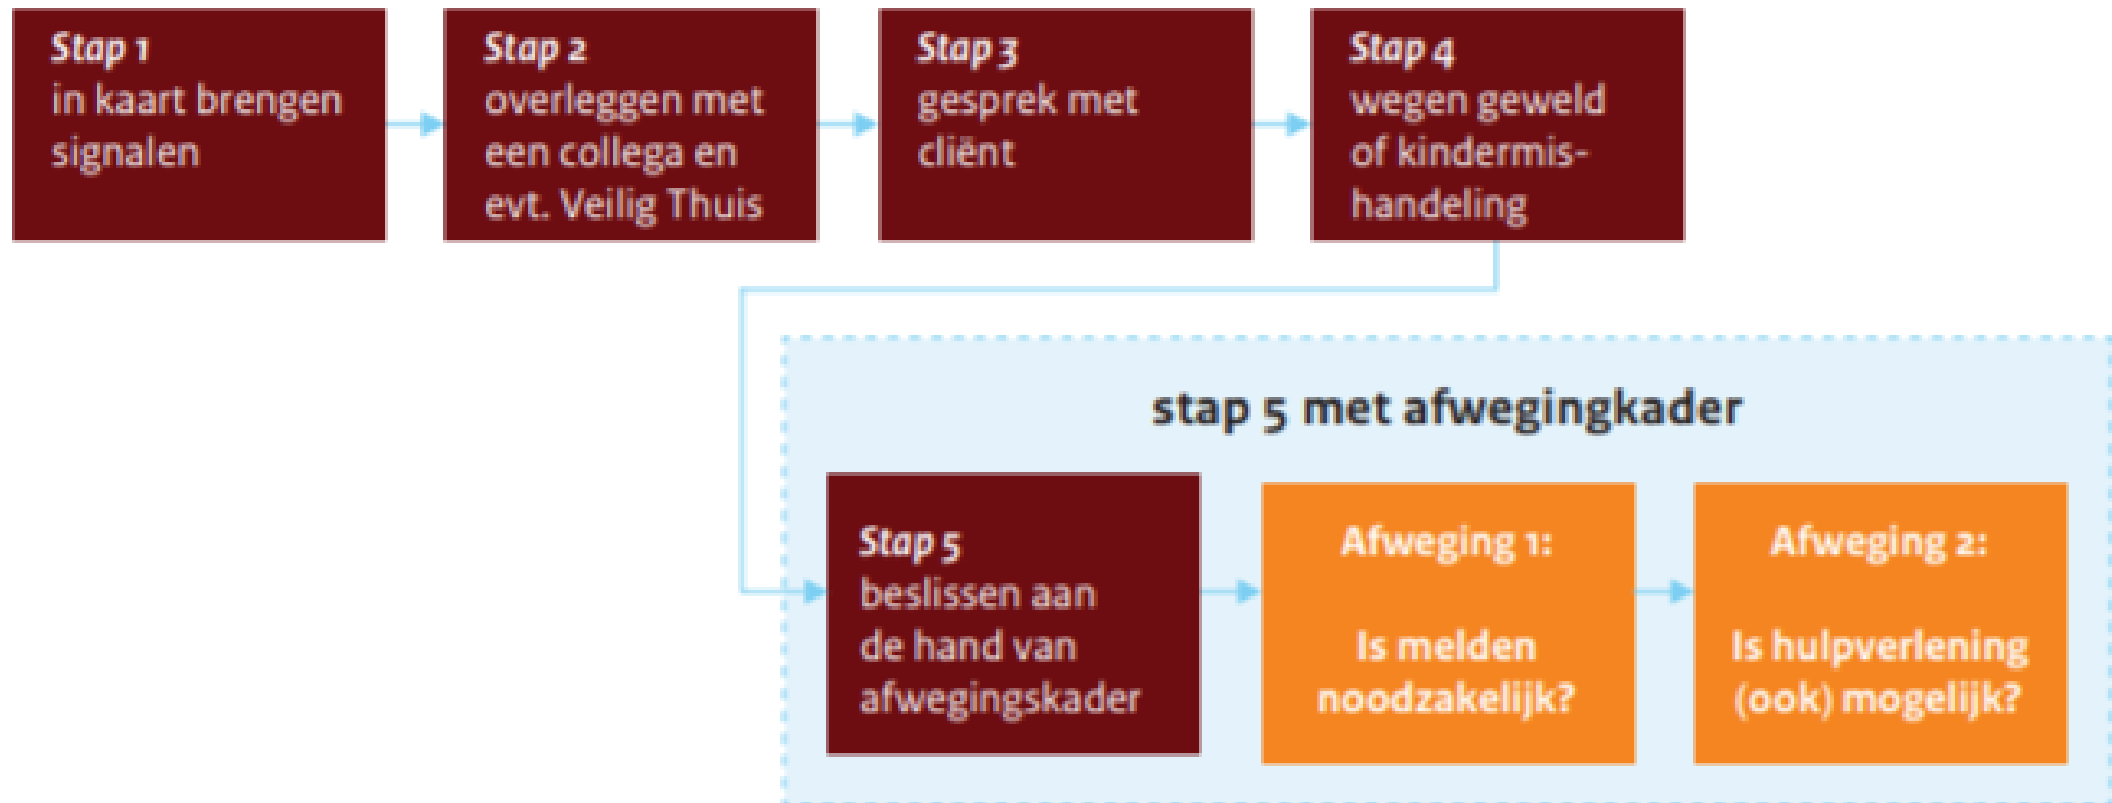 Stap 1
in kaart brengen
signalen
Stap 2
overleggen met
een collega en
evt. Veilig Thuis
Stap 3
gesprek met
cliënt
Stap 4
wegen geweld
of kindermis-
handeling
stap 5 met afwegingkader
Stap 5
beslissen aan
de hand van
afwegingskader
Afweging 1:
Is melden
noodzakelijk?
Afweging 2:
Is hulpverlening
(ook) mogelijk?